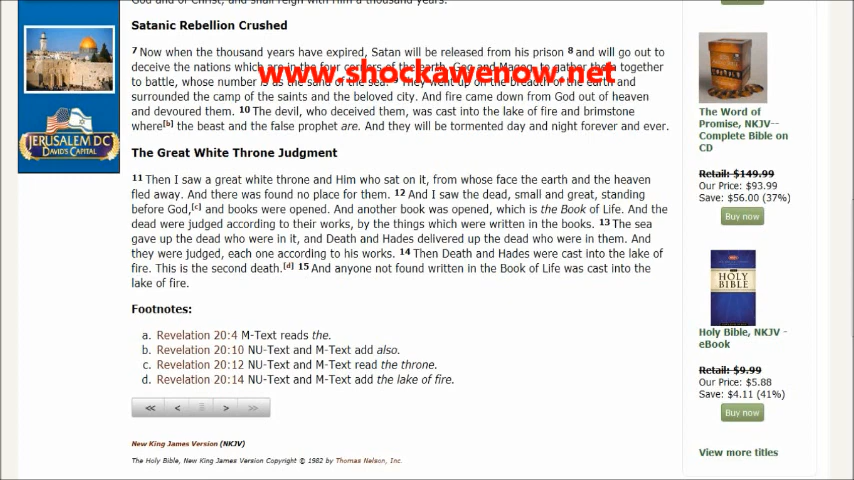 God and of Christ, and shall reign with Him a thousand years.
Satanic Rebellion Crushed
7 Now when the thousand years have expired, Satan will be released from his prison 8 and will go out to
deceive the nations which are in the four corners of the earth, Gog and Magog, to gather them together
www.shockawenow.net
to battle, whose number is as the sand of the sea. 9 They went up on the breadth of the earth and
surrounded the camp of the saints and the beloved city. And fire came down from God out of heaven
and devoured them. 10 The devil, who deceived them, was cast into the lake of fire and brimstone
where[b] the beast and the false prophet are. And they will be tormented day and night forever and ever.
The Great White Throne Judgment
11 Then I saw a great white throne and Him who sat on it, from whose face the earth and the heaven
fled away. And there was found no place for them. 12 And I saw the dead, small and great, standing
before God,[c] and books were opened. And another book was opened, which is the Book of Life. And the
dead were judged according to their works, by the things which were written in the books. 13 The sea
gave up the dead who were in it, and Death and Hades delivered up the dead who were in them. And
they were judged, each one according to his works. 14 Then Death and Hades were cast into the lake of
fire. This is the second death.[d] 15 And anyone not found written in the Book of Life was cast into the
lake of fire.
Footnotes:
a. Revelation 20:4 M-Text reads the.
b. Revelation 20:10 NU-Text and M-Text add also.
c. Revelation 20:12 NU-Text and M-Text read the throne.
d. Revelation 20:14 NU-Text and M-Text add the lake of fire.
New King James Version (NKJV)
The Holy Bible, New King James Version Copyright © 1982 by Thomas Nelson, Inc.
JERUSALEM DC
DAVID'S CAPITAL
The Word of
Promise, NKJV--
Complete Bible on
CD
Retail: $149.99
Our Price: $93.99
Save: $56.00 (37%)
Buy now
HOLY
BIBLE
Holy Bible, NKJV -
eBook
Retail: $9.99
Our Price: $5.88
Save: $4.11 (41%)
Buy now
View more titles